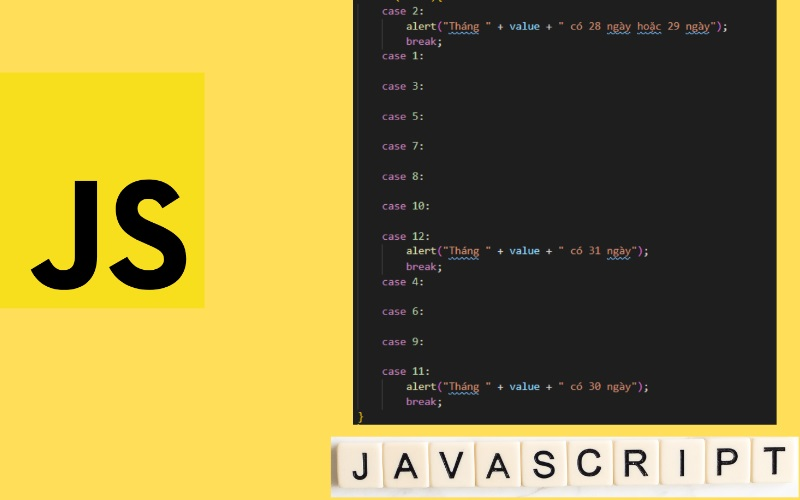 JS
case 2:
alert("Tháng " + value + " có 28 ngày hoặc 29 ngày");
break;
case 1:
case 3:
case 5:
case 7:
case 8:
case 10:
case 12:
alert("Tháng " + value + " có 31 ngày");
break;
case 4:
case 6:
case 9:
case 11:
alert("Tháng " + value + " có 30 ngày");
break;
}
JAVASCRIPT